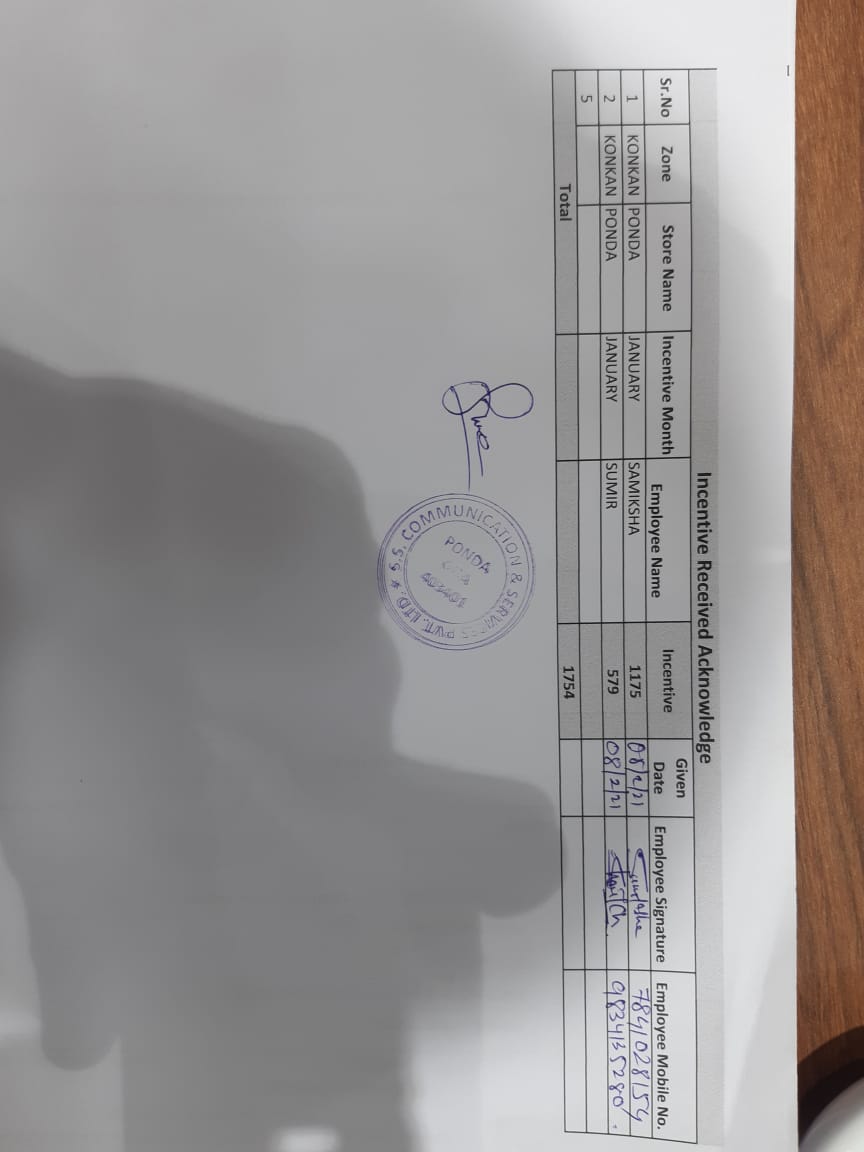 Incentive Received Acknowledge
Sr.No Zone Store Name Incentive Month Employee Name Incentive Given Date Employee Signature Employee Mobile No.
1 KONKAN PONDA JANUARY SAMIKSHA 1175 08/2/21 7841028154
2 KONKAN PONDA JANUARY SUMIR 579 08/2/21 9834135280
5
Total 1754
S.S. COMMUNICATION & SERVICES PVT. LTD *
PONDA
GOA
403401